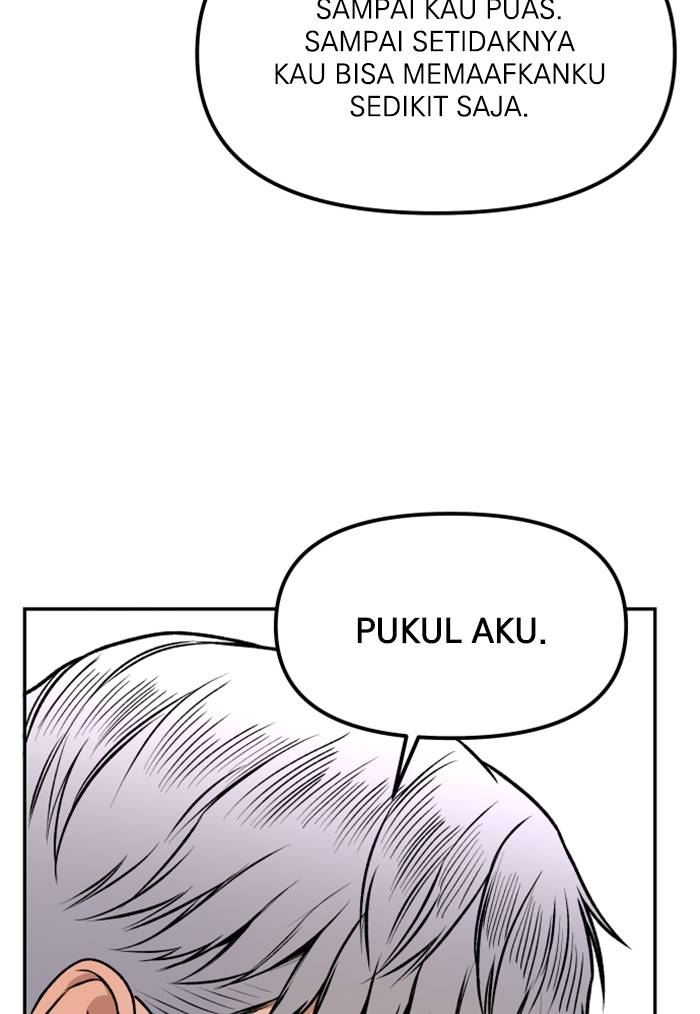 SAMPAI KAU PUAS.
SAMPAI SETIDAKNYA
KAU BISA MEMAAFKANKU
SEDIKIT SAJA.
PUKUL AKU.